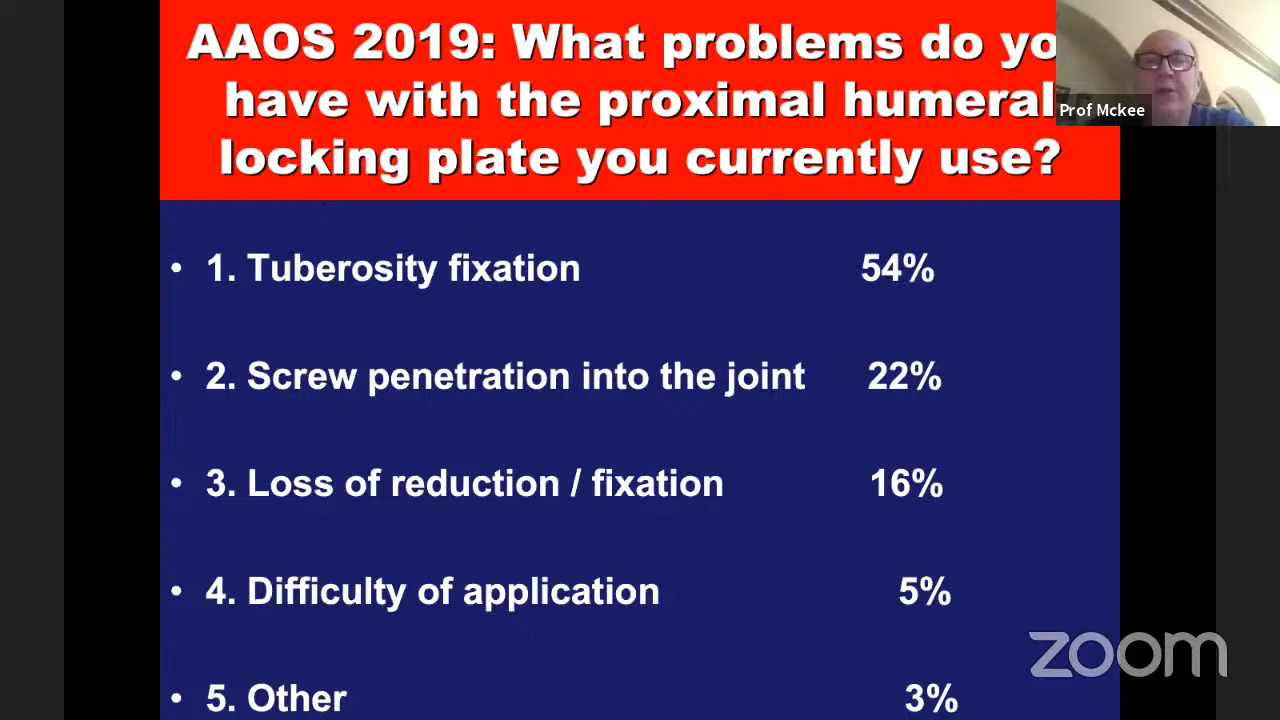 AAOS 2019: What problems do yo
have with the proximal humeral
locking plate you currently use?
Prof Mckee
• 1. Tuberosity fixation 54%
• 2. Screw penetration into the joint 22%
• 3. Loss of reduction / fixation 16%
• 4. Difficulty of application 5%
• 5. Other 3%
zoom